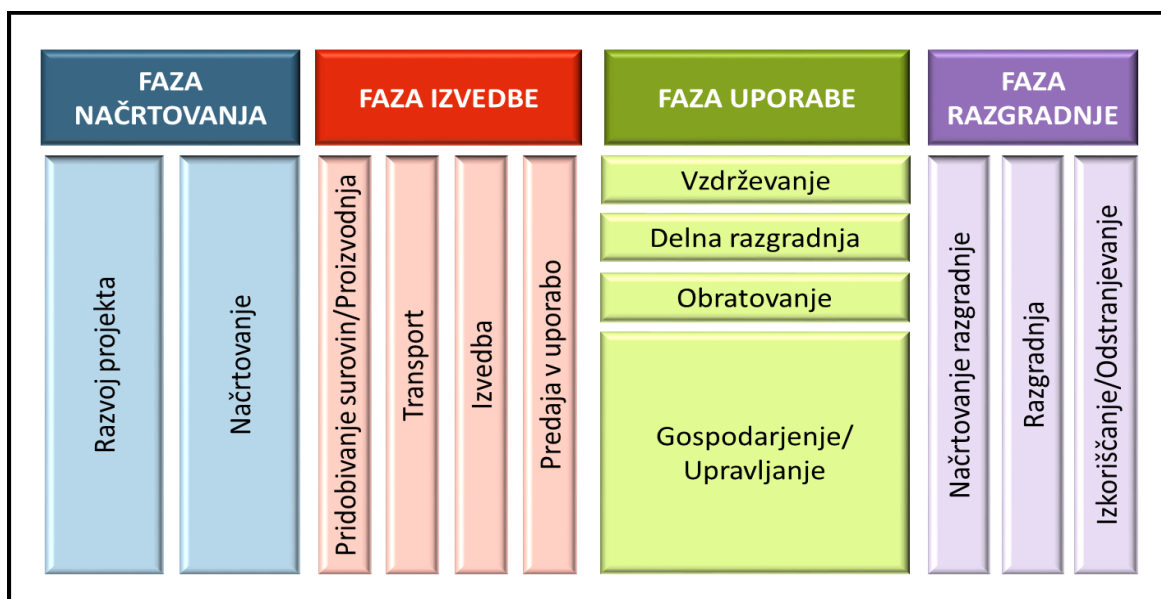 FAZA
NAČRTOVANJA
FAZA IZVEDBE
FAZA UPORABE
FAZA
RAZGRADNJE
Razvoj projekta
Načrtovanje
Pridobivanje surovin/Proizvodnja
Transport
Izvedba
Predaja v uporabo
Vzdrževanje
Delna razgradnja
Obratovanje
Gospodarjenje/
Upravljanje
Načrtovanje razgradnje
Razgradnja
Izkoriščanje/Odstranjevanje